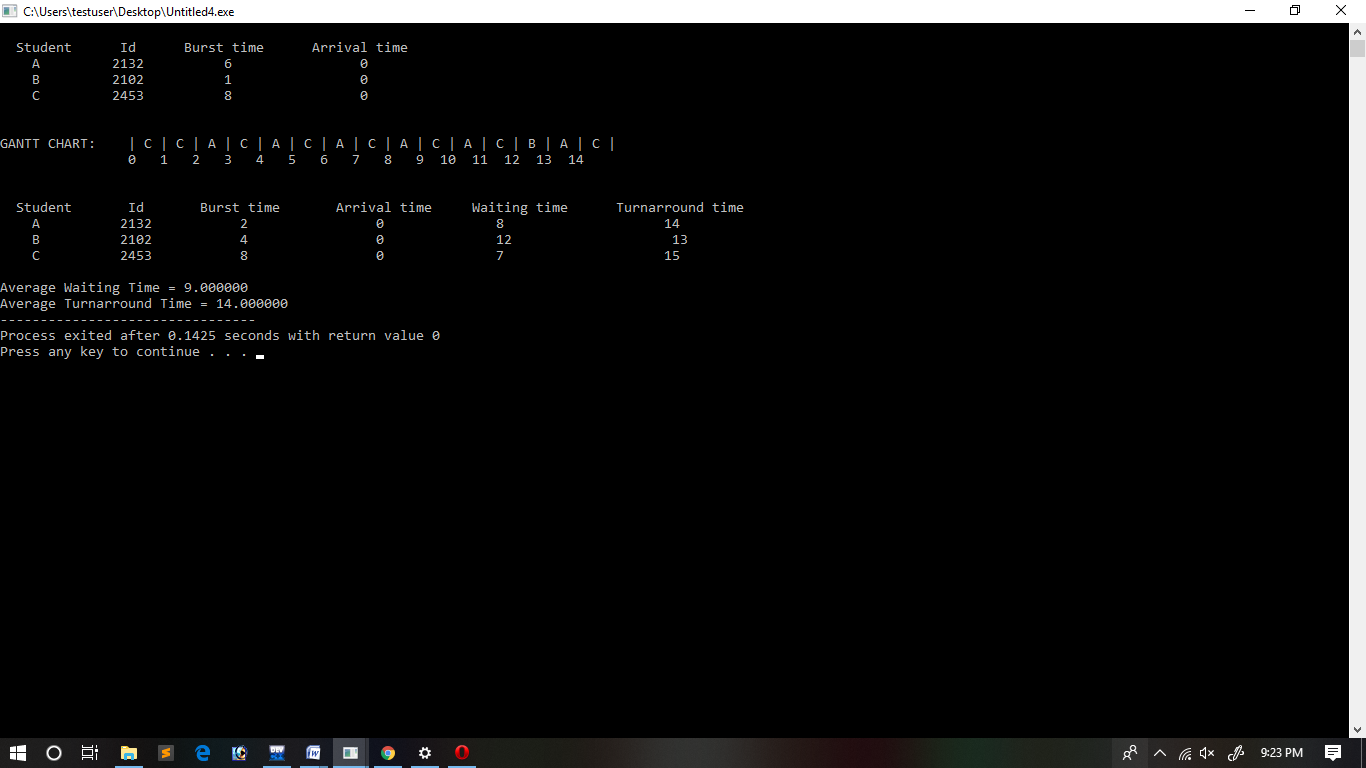 C:\Users\testuser\Desktop\Untitled4.exe
Student Id Burst time Arrival time
A 2132 6 0
B 2102 1 0
C 2453 8 0
GANTT CHART: | C | C | A | C | A | C | A | C | A | C | A | C | B | A | C |
0 1 2 3 4 5 6 7 8 9 10 11 12 13 14
Student Id Burst time Arrival time Waiting time Turnarround time
A 2132 2 0 8 14
B 2102 4 0 12 13
C 2453 8 0 7 15
Average Waiting Time = 9.000000
Average Turnarround Time = 14.000000
--------------------------------
Process exited after 0.1425 seconds with return value 0
Press any key to continue . . .
9:23 PM